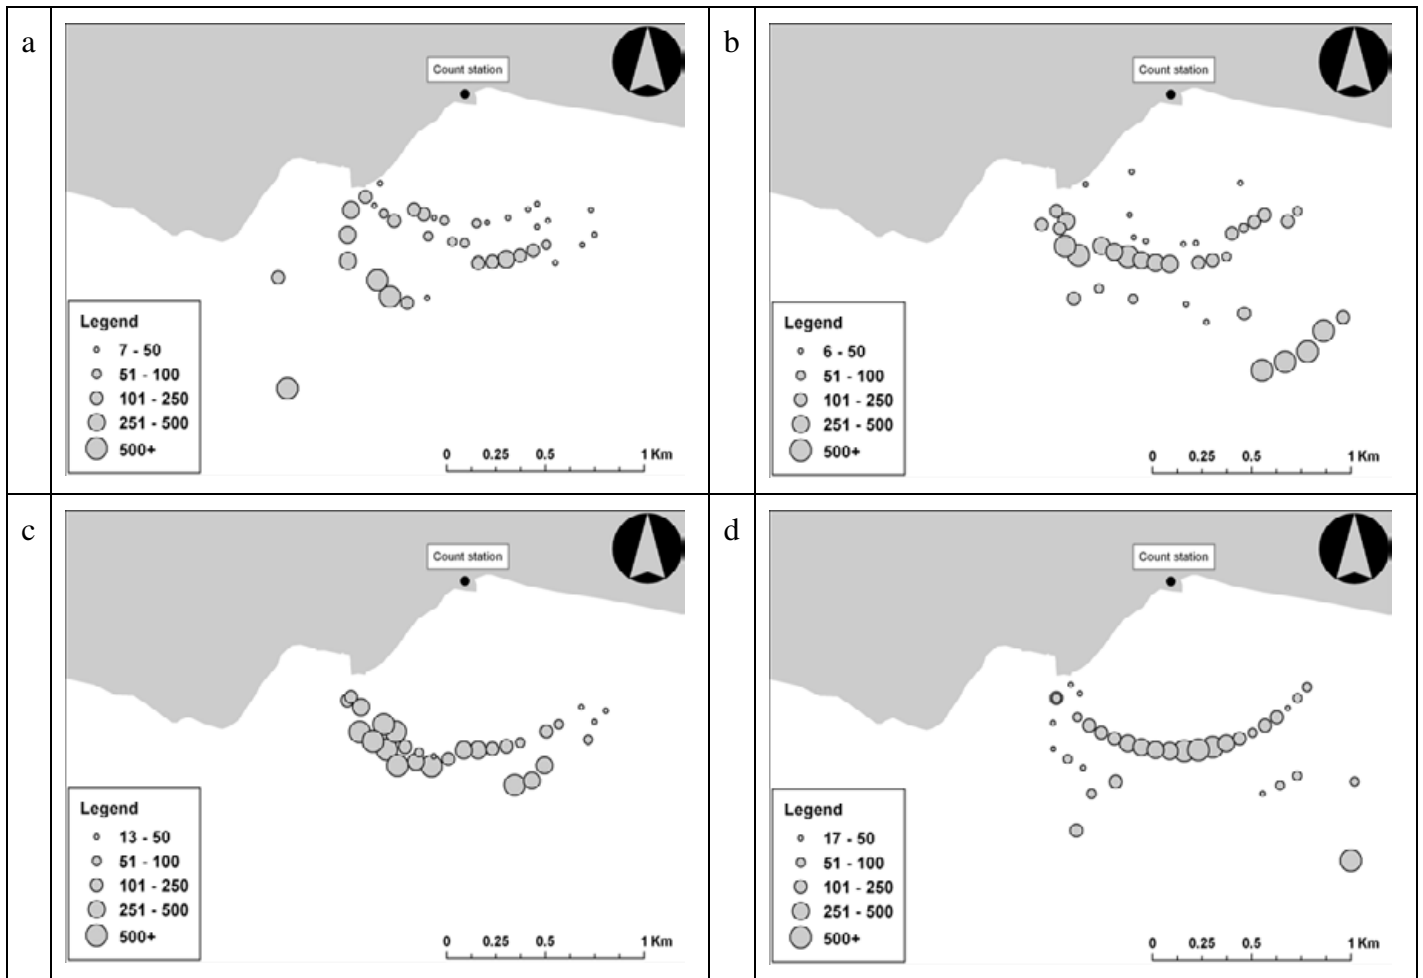 a
Count station
Legend
7 - 50
51 - 100
101 - 250
251 - 500
500+
0 0.25 0.5 1 Km
b
Count station
Legend
6 - 50
51 - 100
101 - 250
251 - 500
500+
0 0.25 0.5 1 Km
c
Count station
Legend
13 - 50
51 - 100
101 - 250
251 - 500
500+
0 0.25 0.5 1 Km
d
Count station
Legend
17 - 50
51 - 100
101 - 250
251 - 500
500+
0 0.25 0.5 1 Km